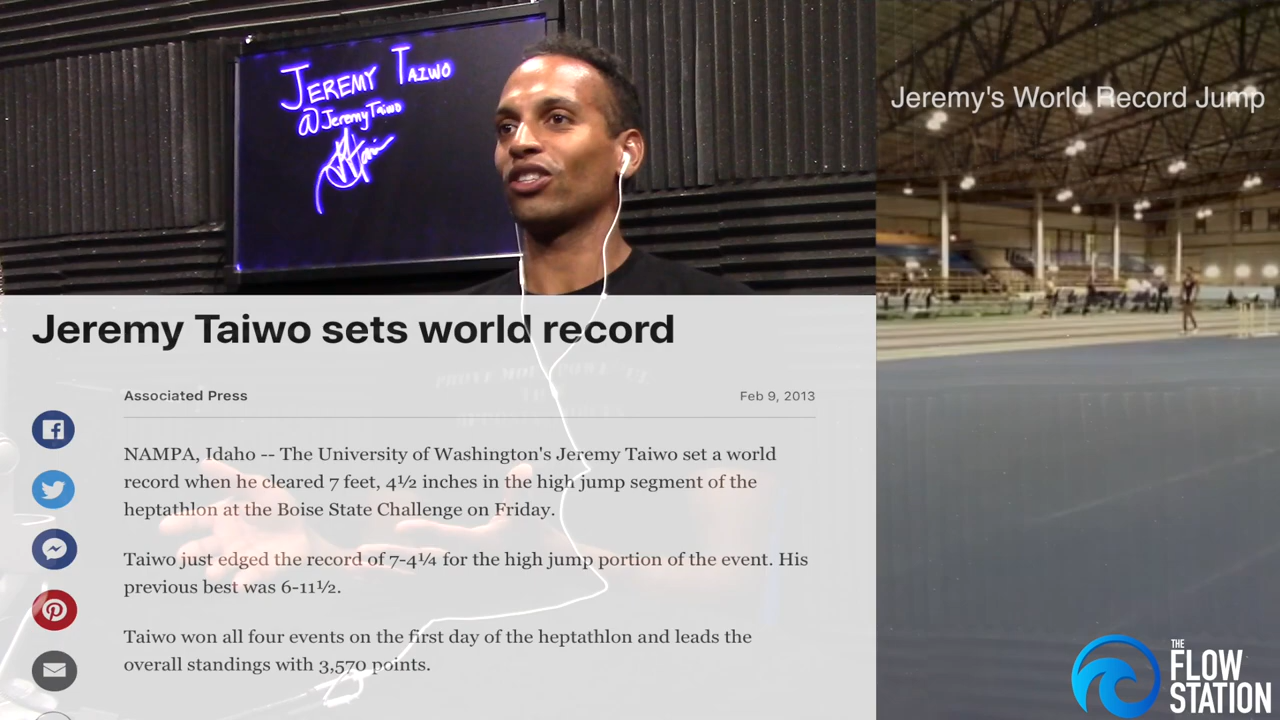 JEREMY TAIWO
@JeremyTaiwo
Jeremy's World Record Jump
Jeremy Taiwo sets world record
Associated Press
Feb 9, 2013
NAMPA, Idaho -- The University of Washington's Jeremy Taiwo set a world
record when he cleared 7 feet, 4½ inches in the high jump segment of the
heptathlon at the Boise State Challenge on Friday.
Taiwo just edged the record of 7-4¼ for the high jump portion of the event. His
previous best was 6-11½.
Taiwo won all four events on the first day of the heptathlon and leads the
overall standings with 3,570 points.
THE
FLOW
STATION